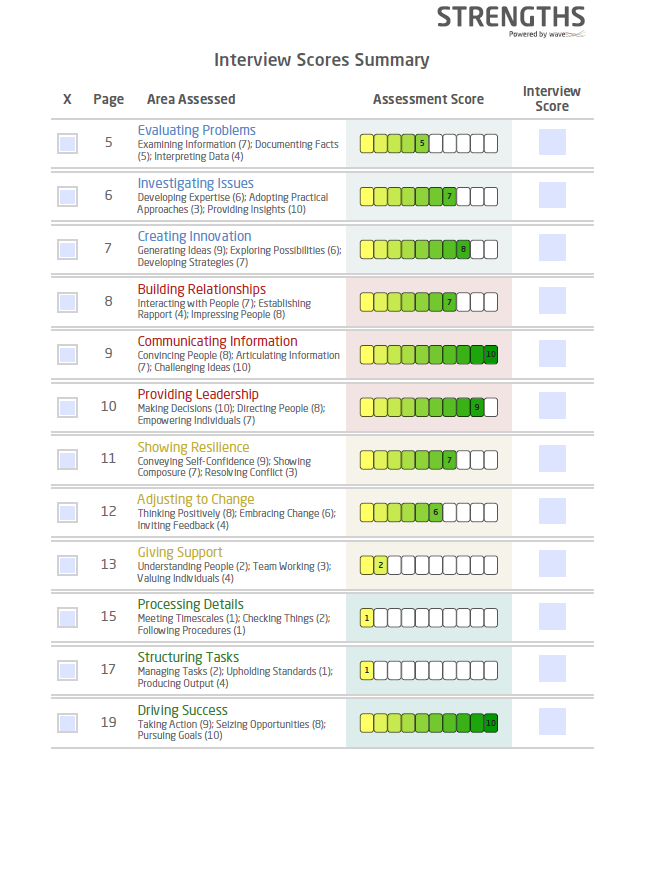 STRENGTHS
Powered by wave
Interview Scores Summary
X Page Area Assessed Assessment Score Interview
Score
Evaluating Problems
5 Examining Information (7); Documenting Facts 5
(5); Interpreting Data (4)
Investigating Issues
6 Developing Expertise (6); Adopting Practical 7
Approaches (3); Providing Insights (10)
Creating Innovation
7 Generating Ideas (9); Exploring Possibilities (6); 8
Developing Strategies (7)
Building Relationships
8 Interacting with People (7); Establishing 7
Rapport (4); Impressing People (8)
Communicating Information
9 Convincing People (8); Articulating Information 10
(7); Challenging Ideas (10)
Providing Leadership
10 Making Decisions (10); Directing People (8); 9
Empowering Individuals (7)
Showing Resilience
11 Conveying Self-Confidence (9); Showing 7
Composure (7); Resolving Conflict (3)
Adjusting to Change
12 Thinking Positively (8); Embracing Change (6); 6
Inviting Feedback (4)
Giving Support
13 Understanding People (2); Team Working (3); 2
Valuing Individuals (4)
Processing Details
15 Meeting Timescales (1); Checking Things (2); 1
Following Procedures (1)
Structuring Tasks
17 Managing Tasks (2); Upholding Standards (1); 1
Producing Output (4)
Driving Success
19 Taking Action (9); Seizing Opportunities (8); 10
Pursuing Goals (10)